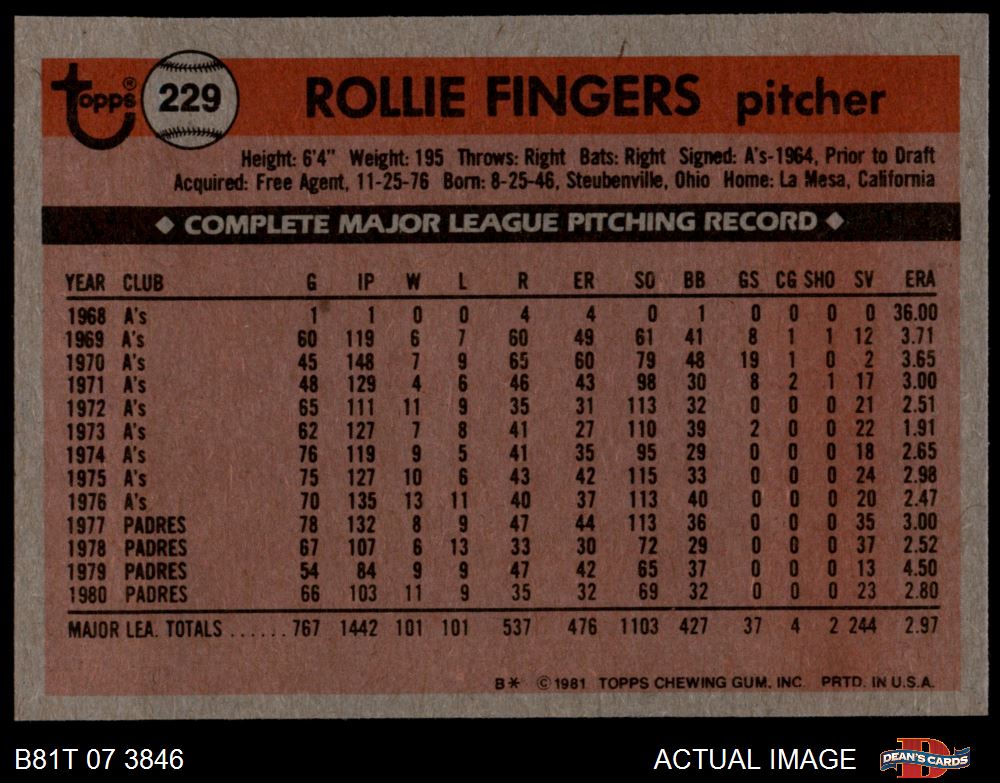 Topps® 229 ROLLIE FINGERS pitcher
Height: 6'4" Weight: 195 Throws: Right Bats: Right Signed: A's-1964, Prior to Draft
Acquired: Free Agent, 11-25-76 Born: 8-25-46, Steubenville, Ohio Home: La Mesa, California
◆ COMPLETE MAJOR LEAGUE PITCHING RECORD ◆
YEAR CLUB G IP W L R ER SO BB GS CG SHO SV ERA
1968 A's 1 1 0 0 4 4 0 1 0 0 0 0 36.00
1969 A's 60 119 6 7 60 49 61 41 8 1 1 12 3.71
1970 A's 45 148 7 9 65 60 79 48 19 1 0 2 3.65
1971 A's 48 129 4 6 46 43 98 30 8 2 1 17 3.00
1972 A's 65 111 11 9 35 31 113 32 0 0 0 21 2.51
1973 A's 62 127 7 8 41 27 110 39 2 0 0 22 1.91
1974 A's 76 119 9 5 41 35 95 29 0 0 0 18 2.65
1975 A's 75 127 10 6 43 42 115 33 0 0 0 24 2.98
1976 A's 70 135 13 11 40 37 113 40 0 0 0 20 2.47
1977 PADRES 78 132 8 9 47 44 113 36 0 0 0 35 3.00
1978 PADRES 67 107 6 13 33 30 72 29 0 0 0 37 2.52
1979 PADRES 54 84 9 9 47 42 65 37 0 0 0 13 4.50
1980 PADRES 66 103 11 9 35 32 69 32 0 0 0 23 2.80
MAJOR LEA. TOTALS ...... 767 1442 101 101 537 476 1103 427 37 4 2 244 2.97
B* © 1981 TOPPS CHEWING GUM, INC. PRTD. IN U.S.A.
B81T 07 3846 ACTUAL IMAGE DEAN'S CARDS